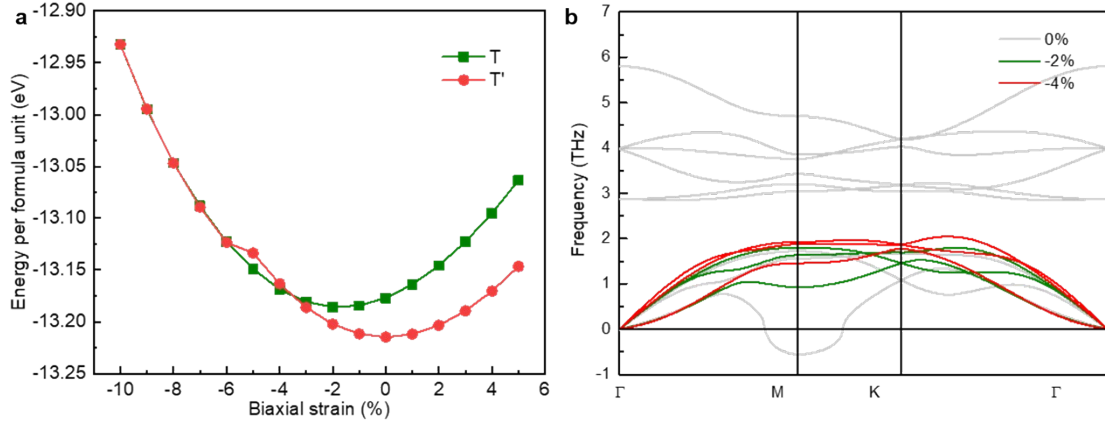 a
-12.90
-12.95
-13.00
-13.05
-13.10
-13.15
-13.20
-13.25
Energy per formula unit (eV)
T
T'
-10 -8 -6 -4 -2 0 2 4 6
Biaxial strain (%)
b
7
6
5
4
3
2
1
0
-1
Frequency (THz)
0%
-2%
-4%
Γ M K Γ